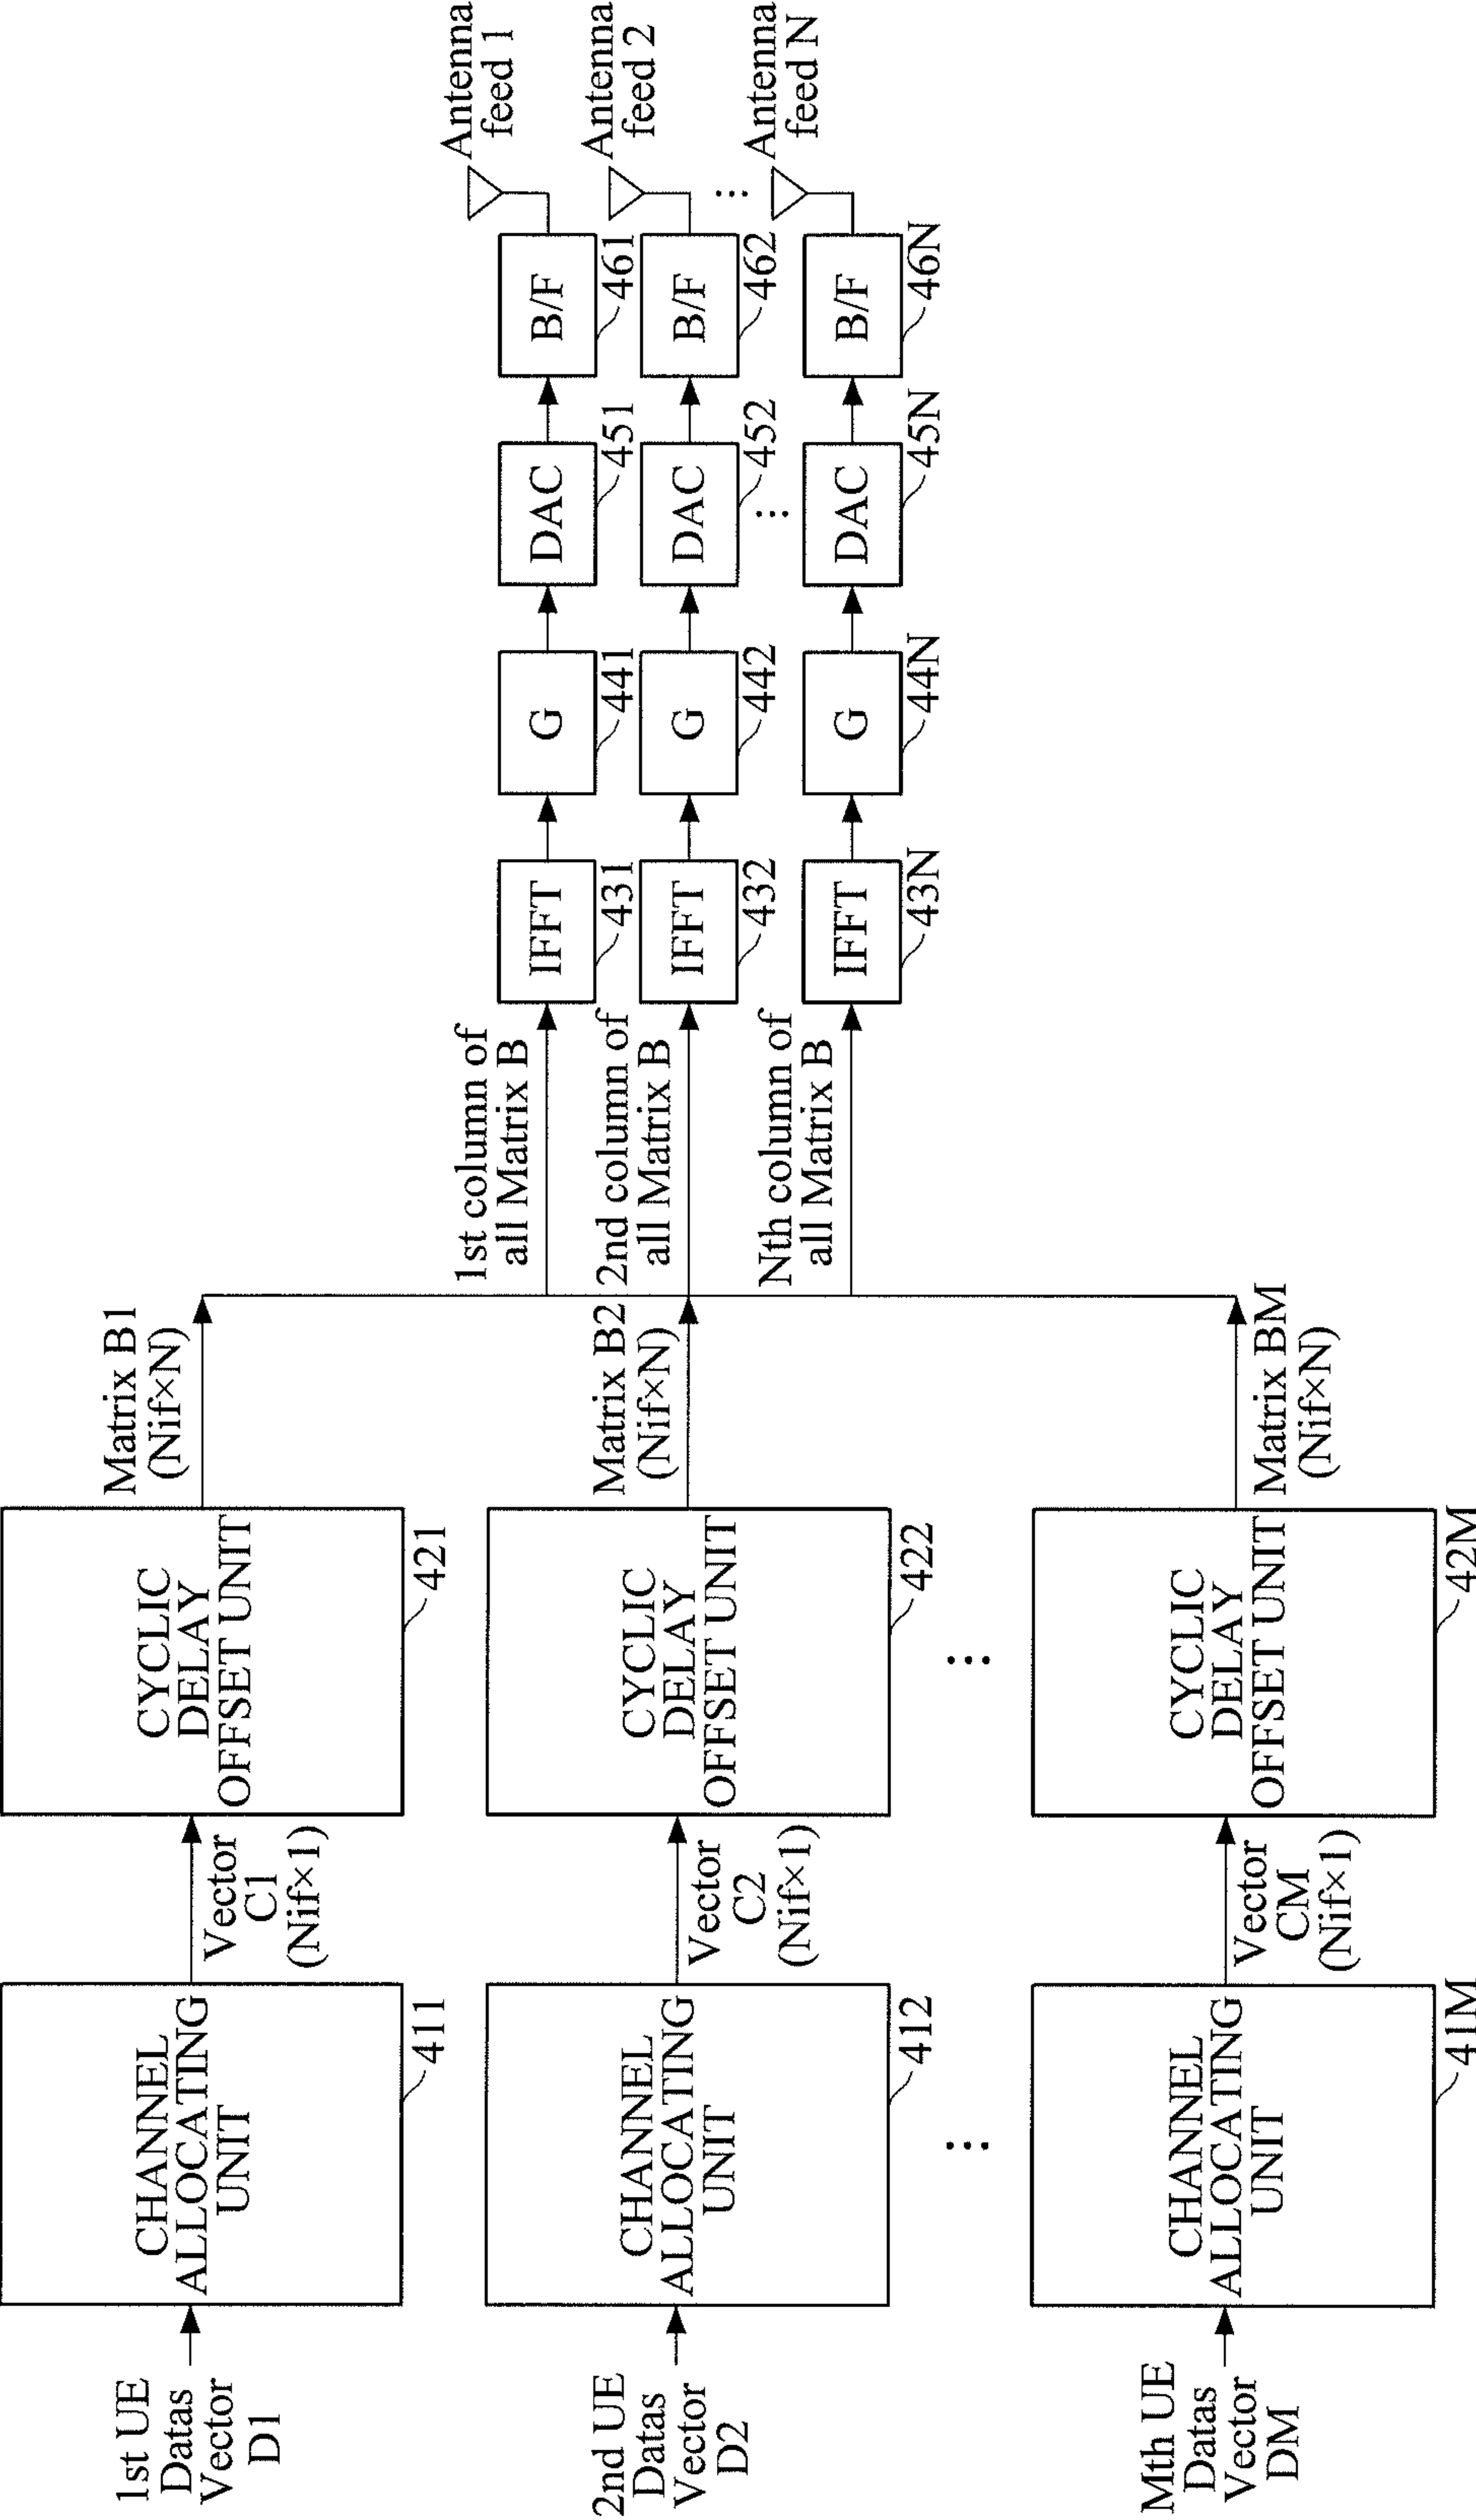 1st UE
Datas
Vector
D1
CHANNEL
ALLOCATING
UNIT
411
Vector
C1
(Nif×1)
CYCLIC
DELAY
OFFSET UNIT
421
Matrix B1
(Nif×N)
2nd UE
Datas
Vector
D2
CHANNEL
ALLOCATING
UNIT
412
Vector
C2
(Nif×1)
CYCLIC
DELAY
OFFSET UNIT
422
Matrix B2
(Nif×N)
⋮
⋮
Mth UE
Datas
Vector
DM
CHANNEL
ALLOCATING
UNIT
41M
Vector
CM
(Nif×1)
CYCLIC
DELAY
OFFSET UNIT
42M
Matrix BM
(Nif×N)
1st column of
all Matrix B
IFFT
431
G
441
DAC
451
B/F
461
Antenna
feed 1
2nd column of
all Matrix B
IFFT
432
G
442
DAC
452
B/F
462
Antenna
feed 2
⋮
⋮
Nth column of
all Matrix B
IFFT
43N
G
44N
DAC
45N
B/F
46N
Antenna
feed N